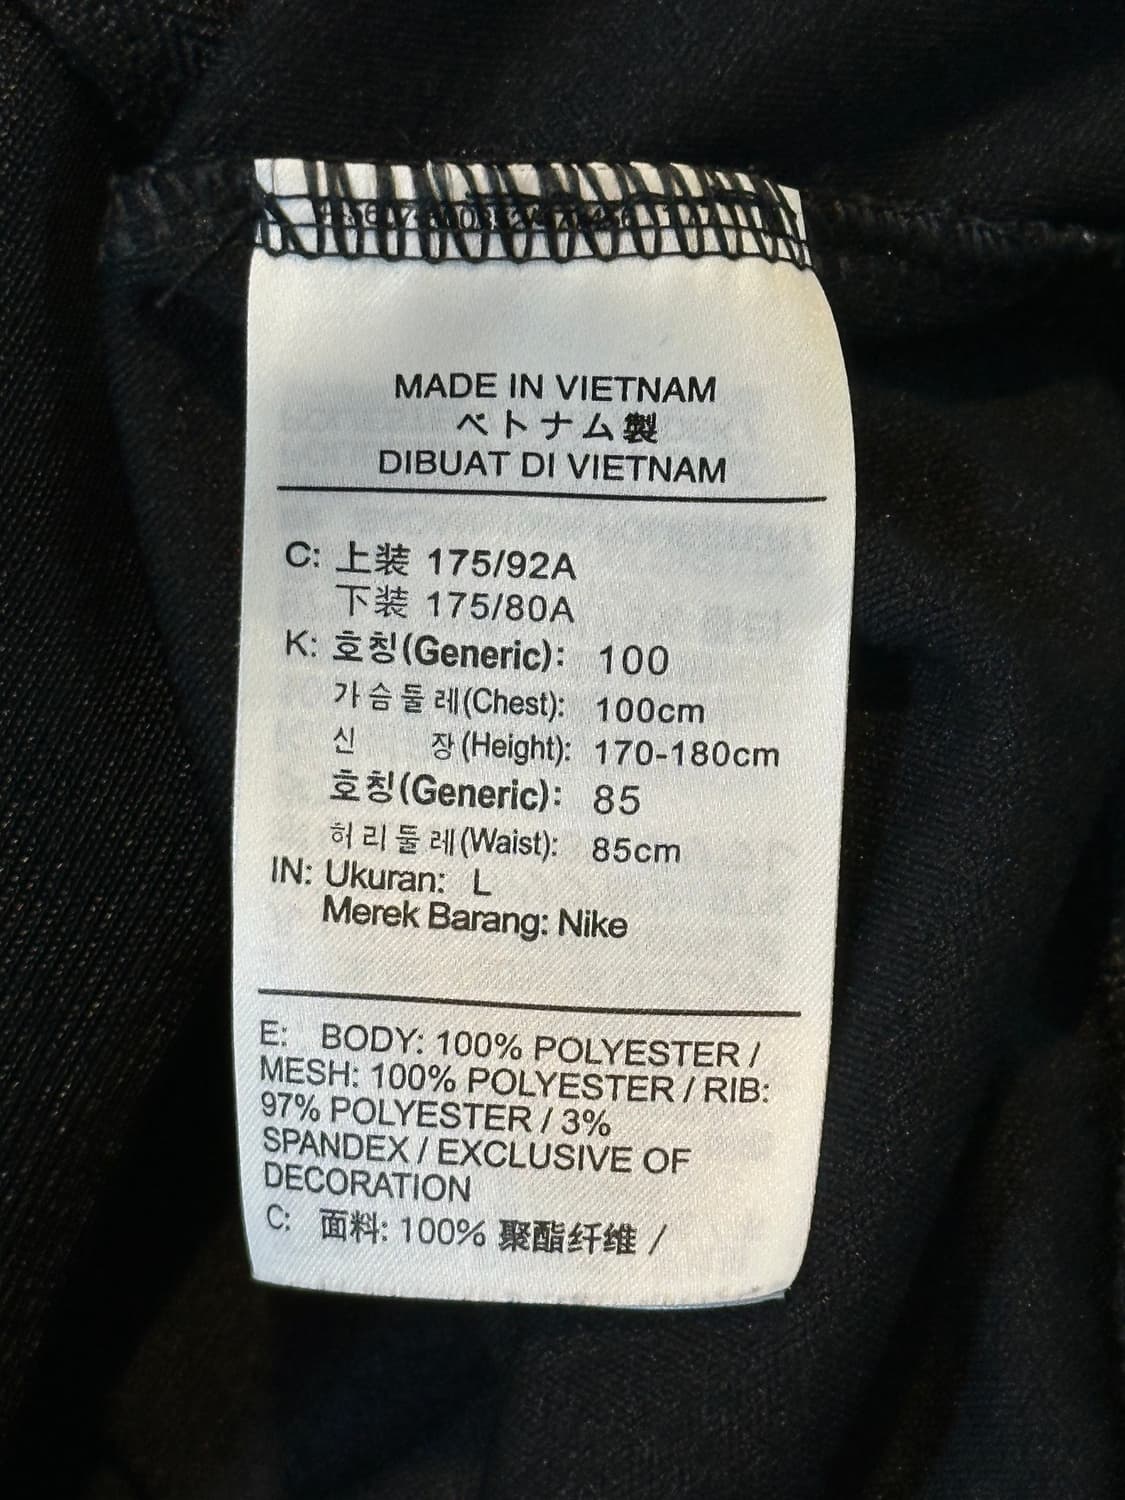 MADE IN VIETNAM
ベトナム製
DIBUAT DI VIETNAM
C: 上装 175/92A
下装 175/80A
K: 호칭(Generic): 100
가슴둘레(Chest): 100cm
신 장(Height): 170-180cm
호칭(Generic): 85
허리둘레(Waist): 85cm
IN: Ukuran: L
Merek Barang: Nike
E: BODY: 100% POLYESTER /
MESH: 100% POLYESTER / RIB:
97% POLYESTER / 3%
SPANDEX / EXCLUSIVE OF
DECORATION
C: 面料: 100% 聚酯纤维 /